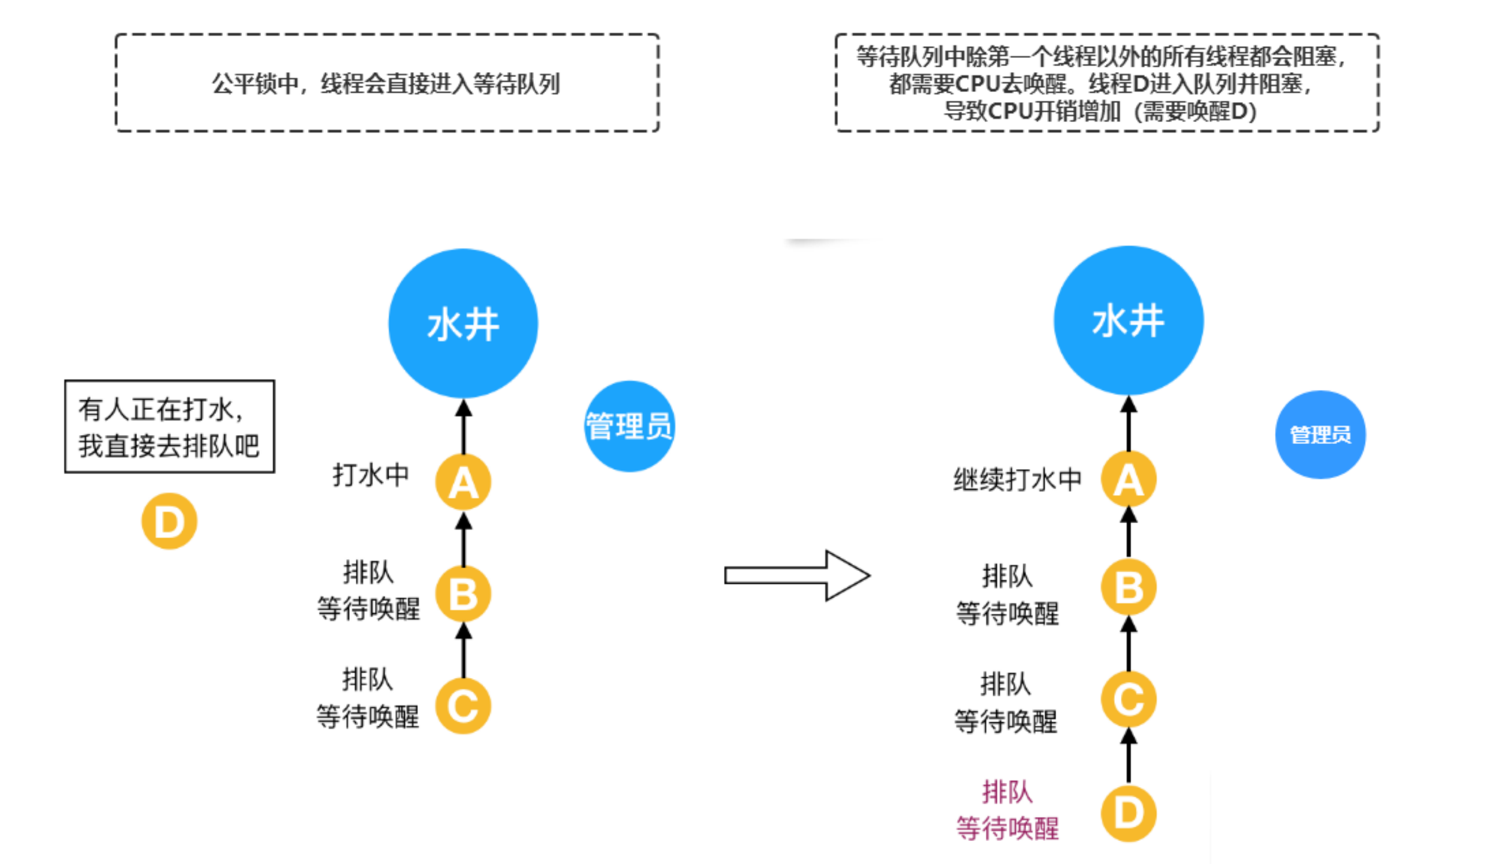 公平锁中，线程会直接进入等待队列
等待队列中除第一个线程以外的所有线程都会阻塞，
都需要CPU去唤醒。线程D进入队列并阻塞，
导致CPU开销增加（需要唤醒D）
水井
管理员
有人正在打水，
我直接去排队吧
D
打水中
A
排队
等待唤醒
B
排队
等待唤醒
C
水井
管理员
继续打水中
A
排队
等待唤醒
B
排队
等待唤醒
C
排队
等待唤醒
D